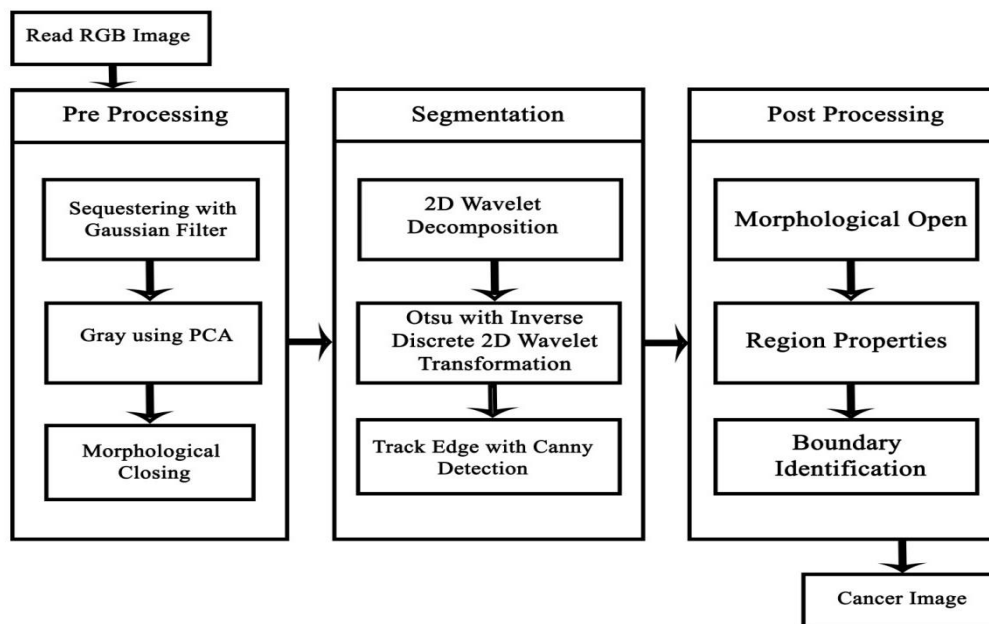 Read RGB Image
Pre Processing
Sequestering with
Gaussian Filter
Gray using PCA
Morphological
Closing
Segmentation
2D Wavelet
Decomposition
Otsu with Inverse
Discrete 2D Wavelet
Transformation
Track Edge with Canny
Detection
Post Processing
Morphological Open
Region Properties
Boundary
Identification
Cancer Image